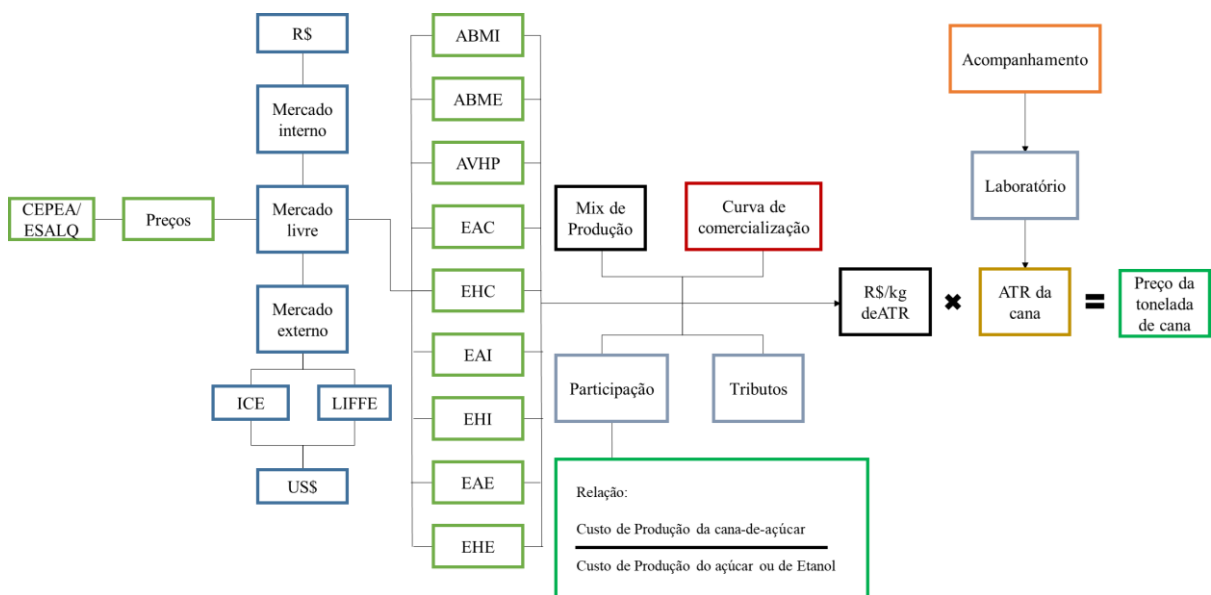 CEPEA/
ESALQ
Preços
R$
Mercado
interno
Mercado
livre
Mercado
externo
ICE
LIFFE
US$
ABMI
ABME
AVHP
EAC
EHC
EAI
EHI
EAE
EHE
Mix de
Produção
Curva de
comercialização
Participação
Tributos
Relação:
Custo de Produção da cana-de-açúcar
Custo de Produção do açúcar ou de Etanol
R$/kg
deATR
Acompanhamento
Laboratório
ATR da
cana
Preço da
tonelada
de cana